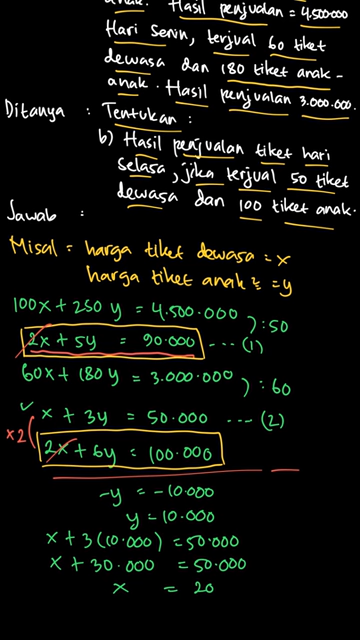 anak. Hasil penjualan = 4.500.000
Hari Senin, terjual 60 tiket
dewasa dan 180 tiket anak-
anak. Hasil penjualan 3.000.000
Ditanya : Tentukan :
b) Hasil penjualan tiket hari
Selasa, jika terjual 50 tiket
dewasa dan 100 tiket anak.
Jawab :
Misal = harga tiket dewasa = x
harga tiket anak² = y
100x + 250y = 4.500.000
) : 50
2x + 5y = 90.000 --- (1)
60x + 180y = 3.000.000
) : 60
✓ x + 3y = 50.000 --- (2)
x2 (
2x + 6y = 100.000
-y = -10.000
y = 10.000
x + 3(10.000) = 50.000
x + 30.000 = 50.000
x = 20